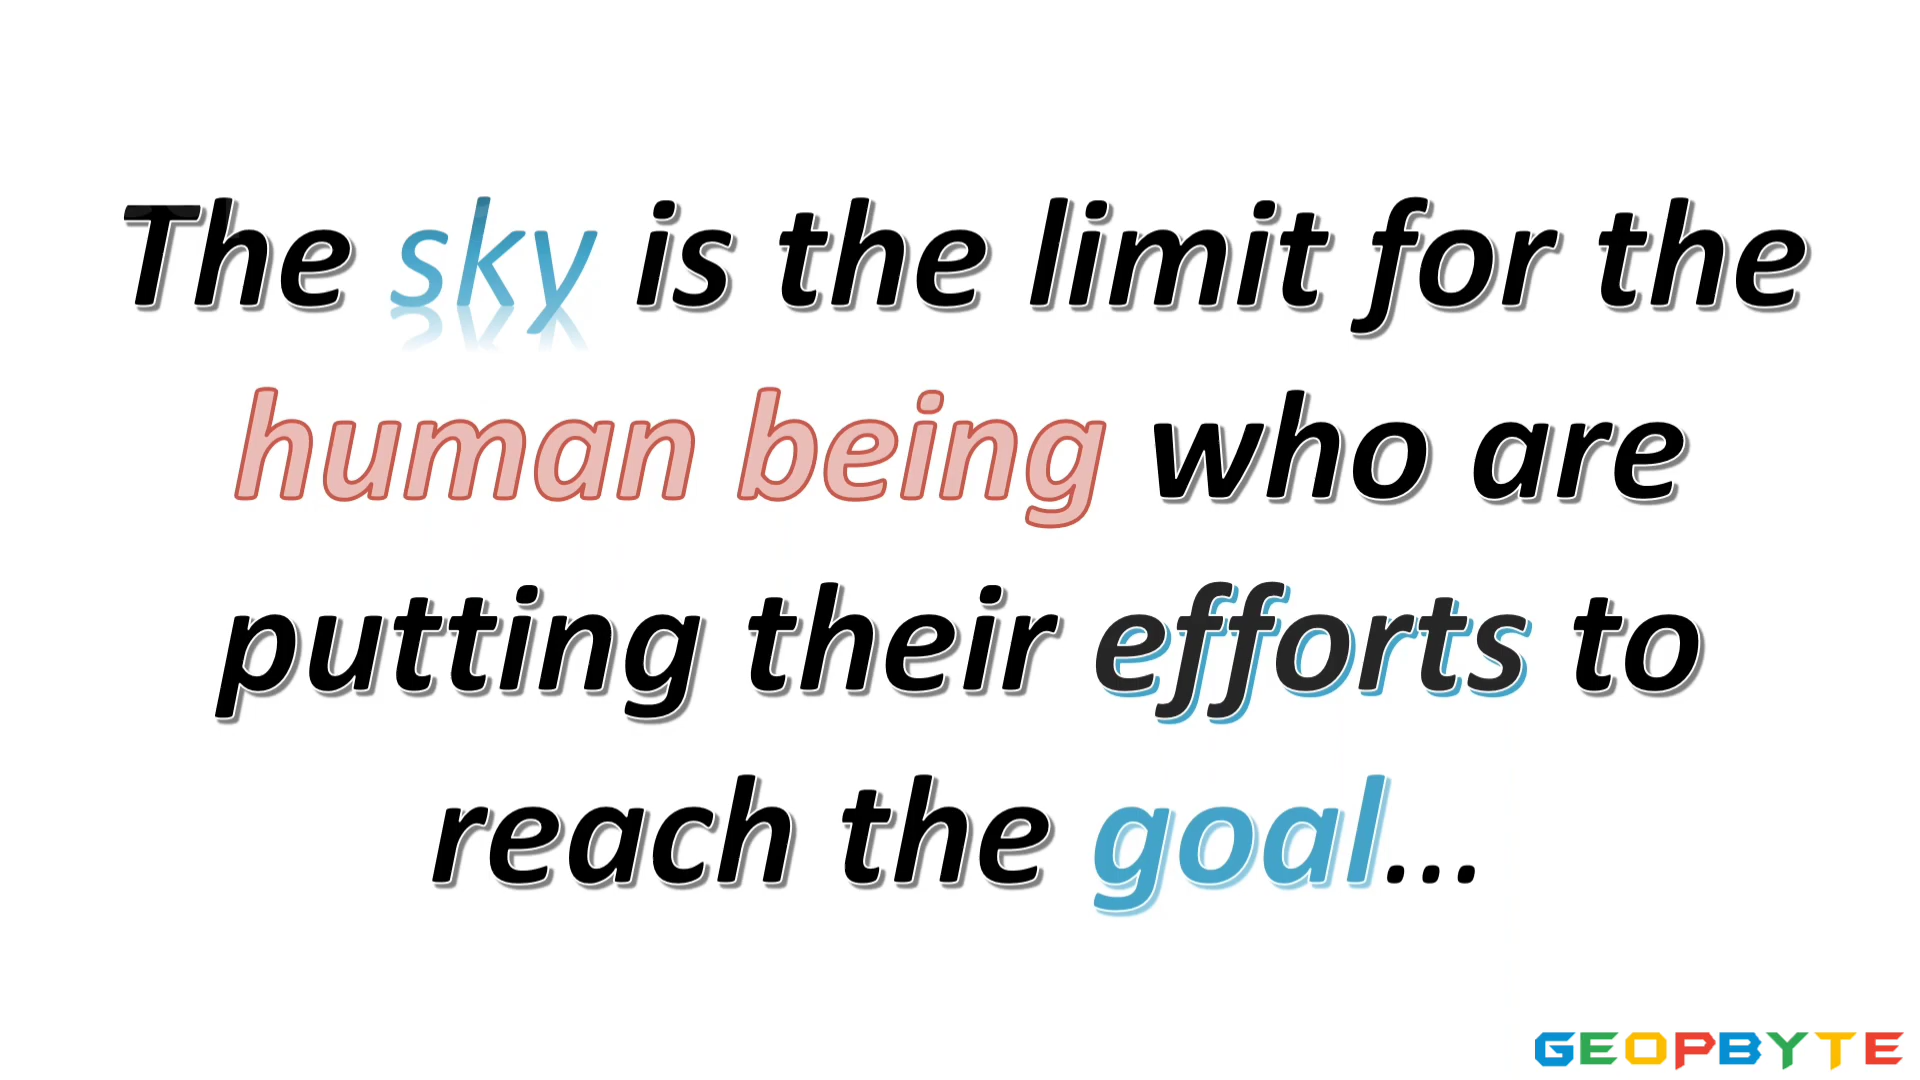 The sky is the limit for the
human being who are
putting their efforts to
reach the goal...
GEOPBYTE